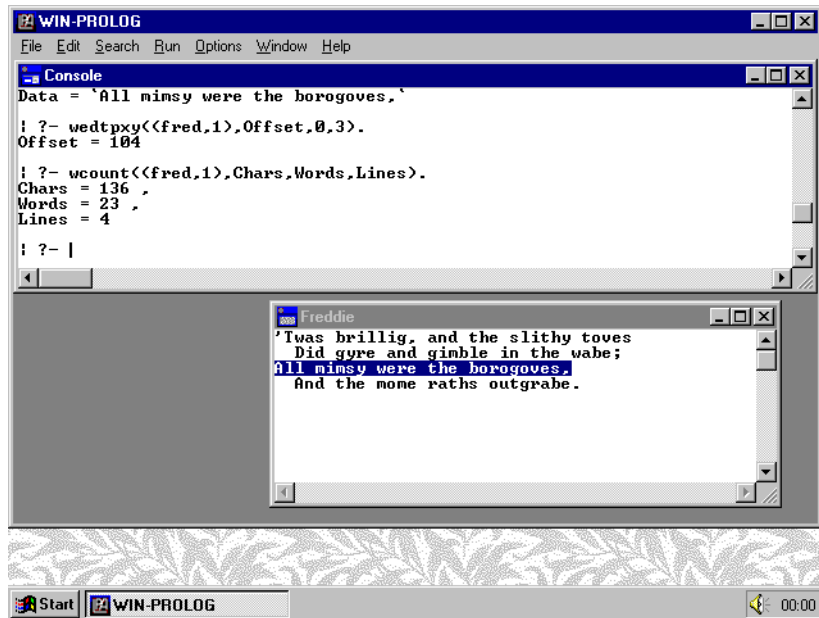 WIN-PROLOG
File Edit Search Run Options Window Help
Console
Data = `All mimsy were the borogoves,`
| ?- wedtpxy((fred,1),Offset,0,3).
Offset = 104
| ?- wcount((fred,1),Chars,Words,Lines).
Chars = 136 ,
Words = 23 ,
Lines = 4
| ?- |
Freddie
'Twas brillig, and the slithy toves
Did gyre and gimble in the wabe;
All mimsy were the borogoves,
And the mome raths outgrabe.
Start WIN-PROLOG 00:00